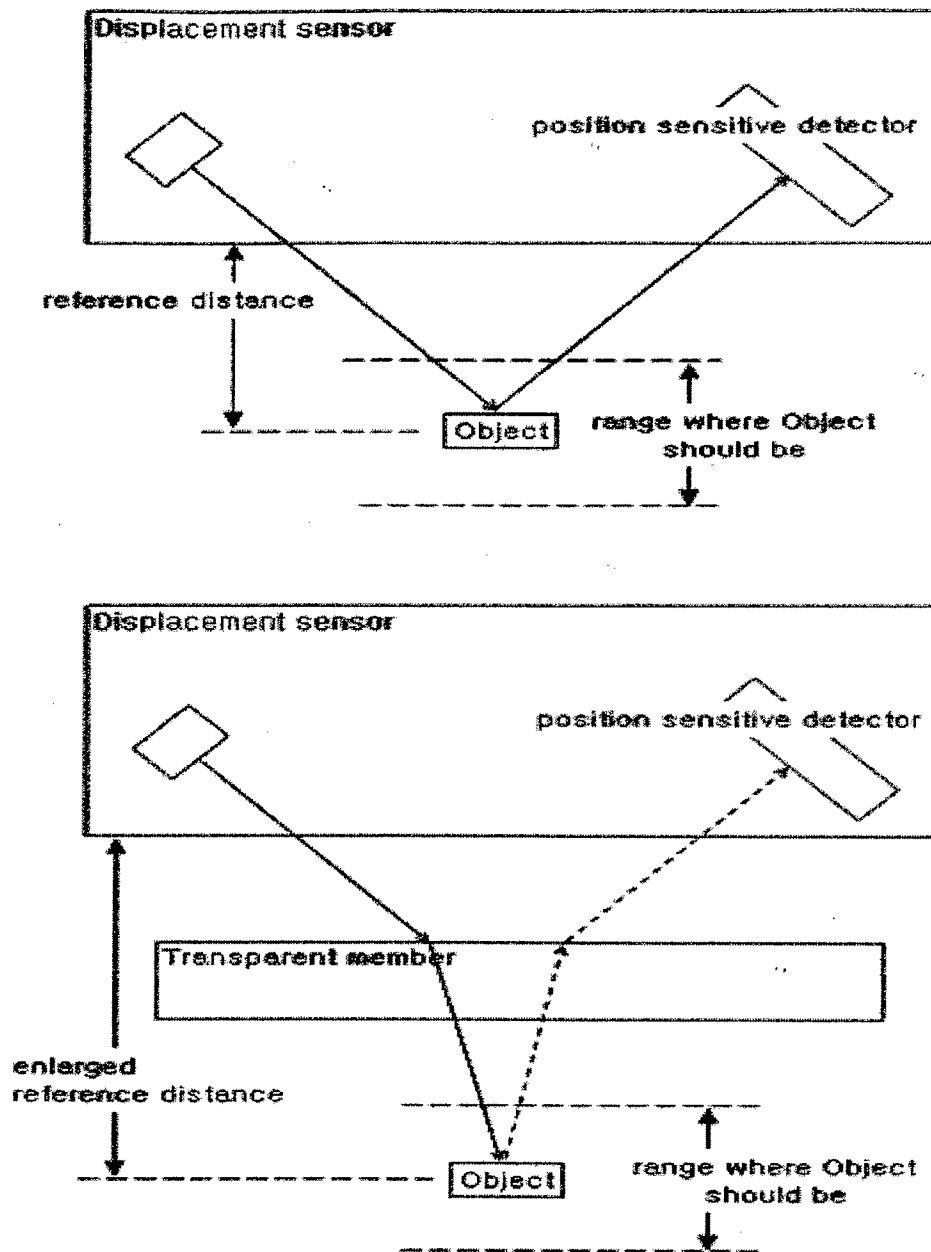 Displacement sensor
position sensitive detector
reference distance
Object
range where Object
should be
Displacement sensor
position sensitive detector
Transparent member
enlarged
reference distance
Object
range where Object
should be